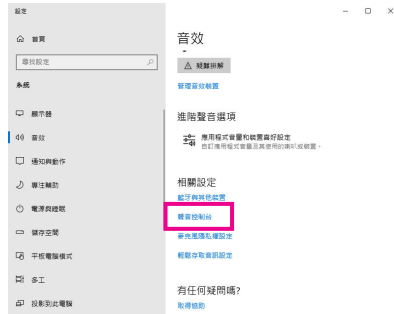 設定
首頁
尋找設定
系統
顯示器
音效
通知與動作
專注輔助
電源與睡眠
儲存空間
平板電腦模式
多工
投影到此電腦
音效
疑難排解
管理音效裝置
進階聲音選項
應用程式音量和裝置喜好設定
自訂應用程式音量及其使用的喇叭或裝置。
相關設定
藍牙與其他裝置
聲音控制台
麥克風隱私權設定
輕鬆存取音訊設定
有任何疑問嗎?
取得協助